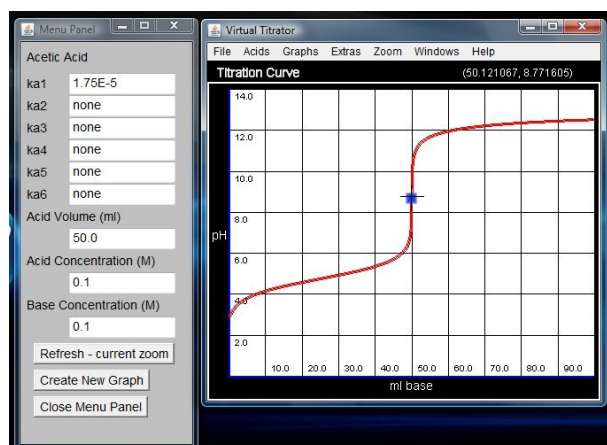 Menu Panel
Acetic Acid
ka1 1.75E-5
ka2 none
ka3 none
ka4 none
ka5 none
ka6 none
Acid Volume (ml)
50.0
Acid Concentration (M)
0.1
Base Concentration (M)
0.1
Refresh - current zoom
Create New Graph
Close Menu Panel
Virtual Titrator
File Acids Graphs Extras Zoom Windows Help
Titration Curve (50.121067, 8.771605)
14.0
12.0
10.0
8.0
pH
6.0
4.0
2.0
10.0 20.0 30.0 40.0 50.0 60.0 70.0 80.0 90.0
ml base